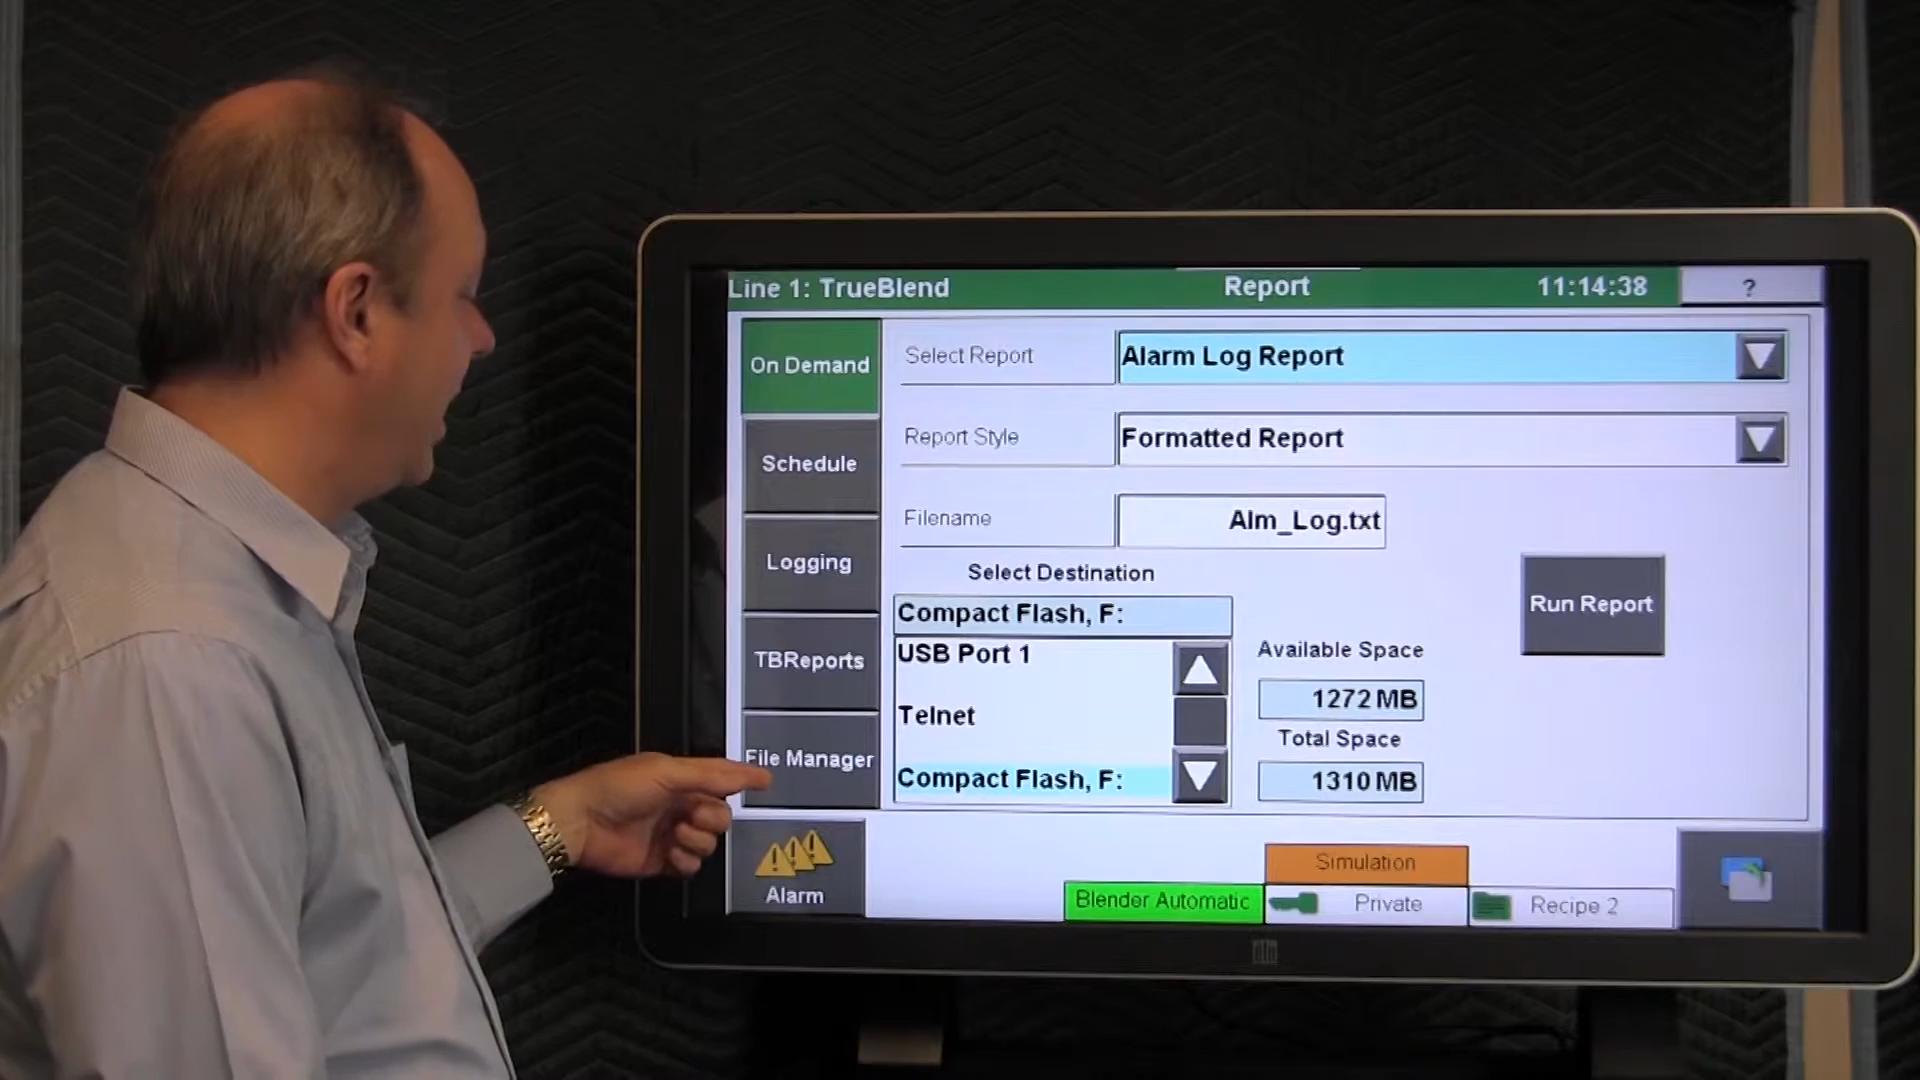 Line 1: TrueBlend
Report
11:14:38
?
On Demand
Schedule
Logging
TBReports
File Manager
Select Report
Alarm Log Report
Report Style
Formatted Report
Filename
Alm_Log.txt
Select Destination
Compact Flash, F:
USB Port 1
Telnet
Compact Flash, F:
Available Space
1272 MB
Total Space
1310 MB
Run Report
Alarm
Simulation
Blender Automatic
Private
Recipe 2
elo